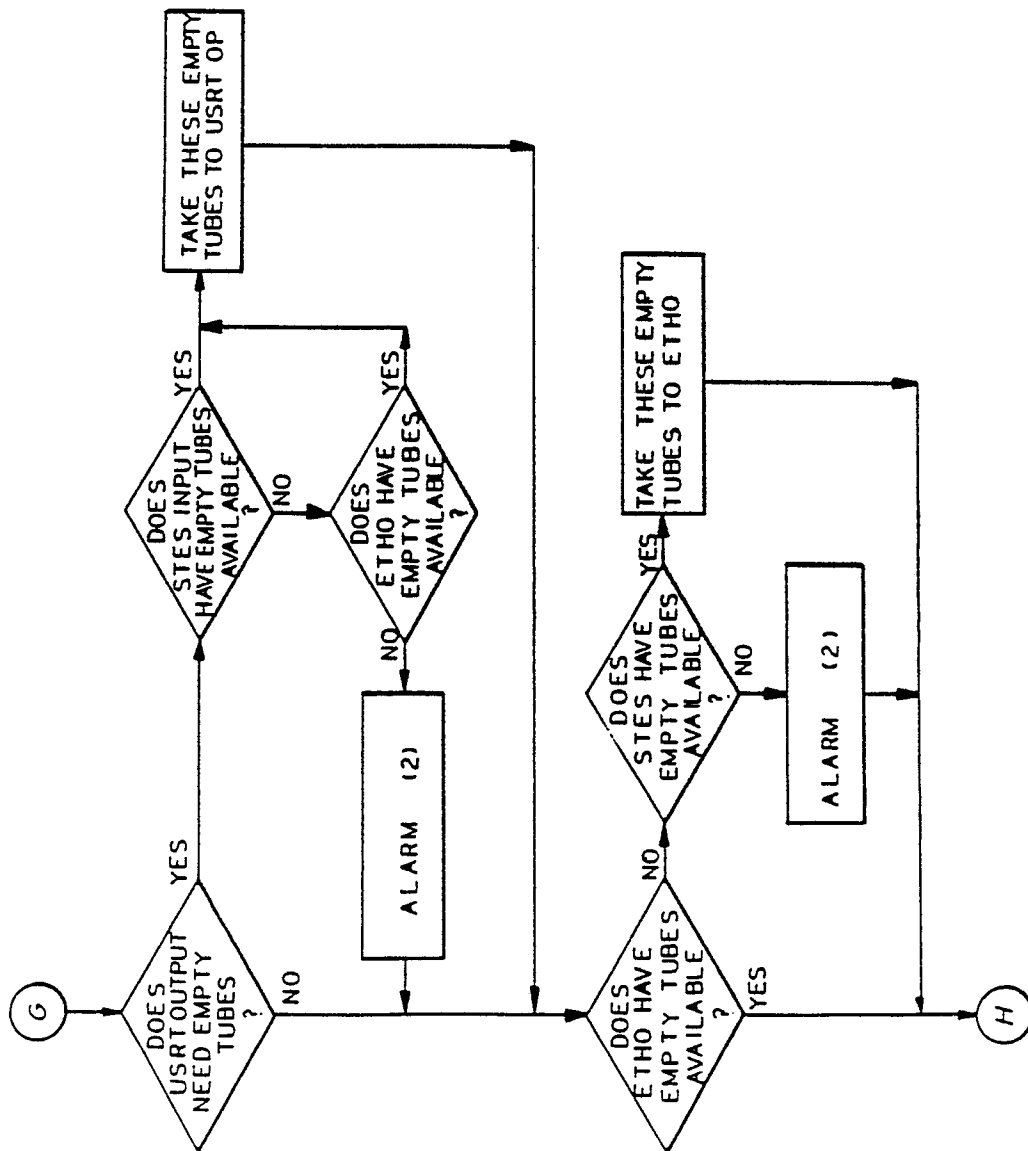 G
DOES
USRT OUTPUT
NEED EMPTY
TUBES
?
YES
NO
DOES
STES INPUT
HAVE EMPTY TUBES
AVAILABLE
?
YES
NO
TAKE THESE EMPTY
TUBES TO USRT OP
DOES
ETHO HAVE
EMPTY TUBES
AVAILABLE
?
YES
NO
ALARM (2)
DOES
ETHO HAVE
EMPTY TUBES
AVAILABLE
?
NO
YES
DOES
STES HAVE
EMPTY TUBES
AVAILABLE
?
YES
NO
TAKE THESE EMPTY
TUBES TO ETHO
ALARM (2)
H